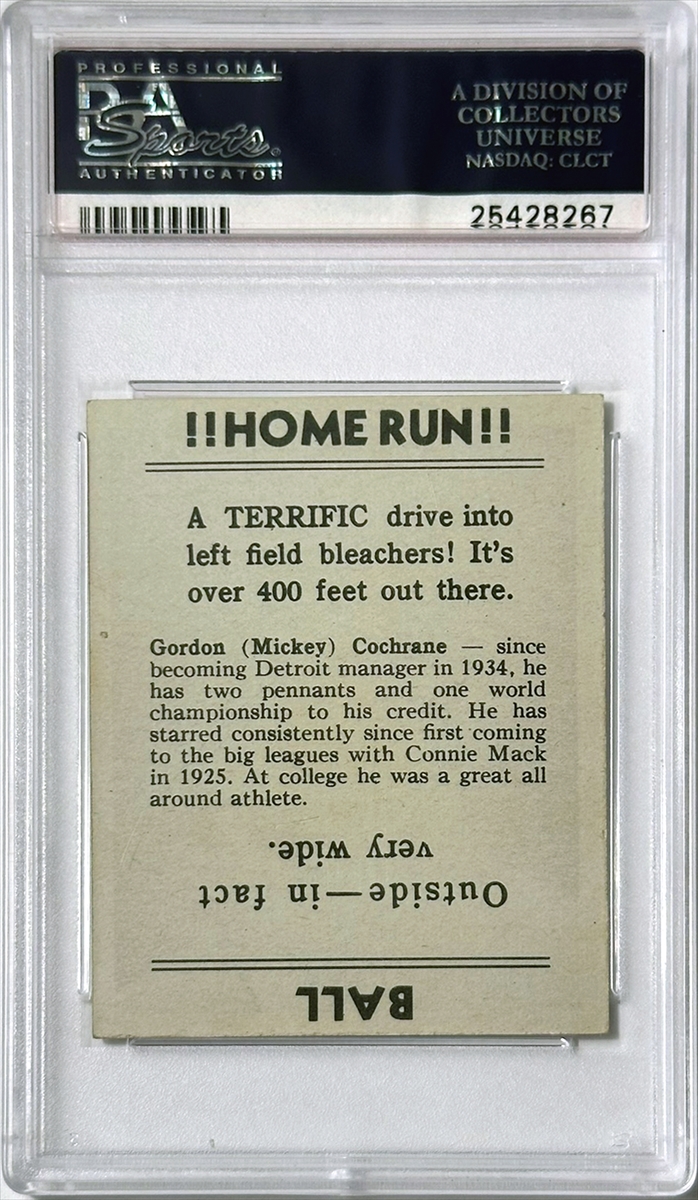 PROFESSIONAL
PSA
Sports
AUTHENTICATOR
A DIVISION OF
COLLECTORS
UNIVERSE
NASDAQ: CLCT
25428267
!!HOME RUN!!
A TERRIFIC drive into
left field bleachers! It's
over 400 feet out there.
Gordon (Mickey) Cochrane — since
becoming Detroit manager in 1934, he
has two pennants and one world
championship to his credit. He has
starred consistently since first coming
to the big leagues with Connie Mack
in 1925. At college he was a great all
around athlete.
BALL
Outside—in fact
very wide.